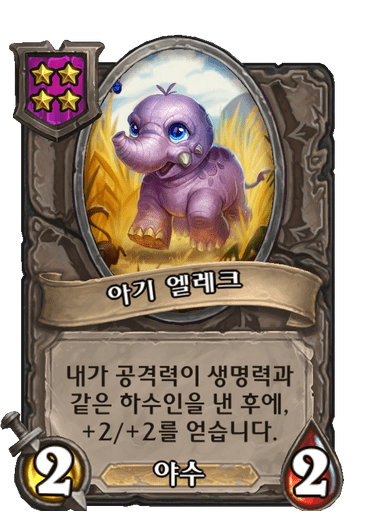 아기 엘레크
내가 공격력이 생명력과
같은 하수인을 낸 후에,
+2/+2를 얻습니다.
야수
2 2